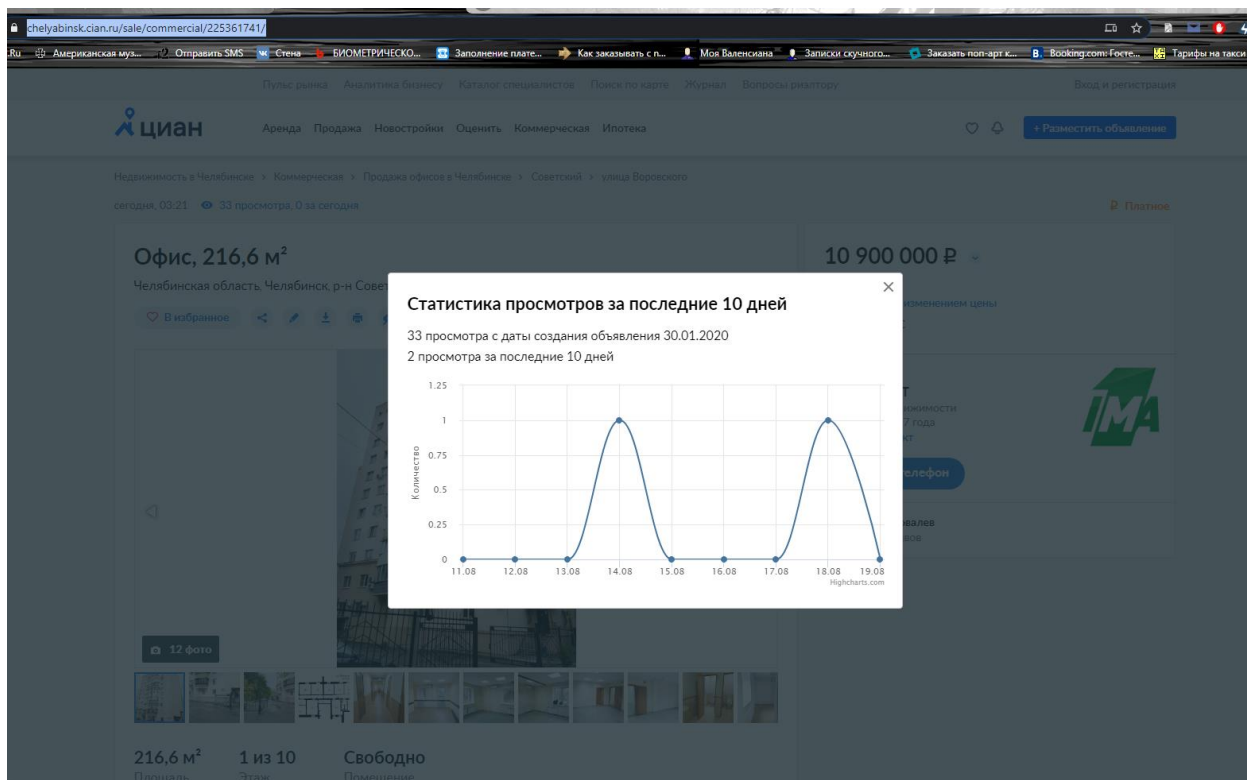 chelyabinsk.cian.ru/sale/commercial/225361741/
Ru Американская муз... Отправить SMS Стена БИОМЕТРИЧЕСКО... Заполнение плате... Как заказывать с п... Моя Валенсиана Записки скучного... Заказать поп-арт к... Booking.com: Госте... Тарифы на такси
Пульс рынка Аналитика бизнесу Каталог специалистов Поиск по карте Журнал Вопросы риэлтору Вход и регистрация
циан Аренда Продажа Новостройки Оценить Коммерческая Ипотека + Разместить объявление
Недвижимость в Челябинске > Коммерческая > Продажа офисов в Челябинске > Советский > улица Воровского
сегодня, 03:21 33 просмотра, 0 за сегодня ₽ Платное
Офис, 216,6 м² 10 900 000 ₽
Челябинская область, Челябинск, р-н Совет
изменением цены
В избранное
Статистика просмотров за последние 10 дней
33 просмотра с даты создания объявления 30.01.2020
2 просмотра за последние 10 дней
Количество
1.25
1
0.75
0.5
0.25
0
11.08 12.08 13.08 14.08 15.08 16.08 17.08 18.08 19.08
Highcharts.com
IMA
12 фото
216,6 м² 1 из 10 Свободно
Площадь Этаж Помещение